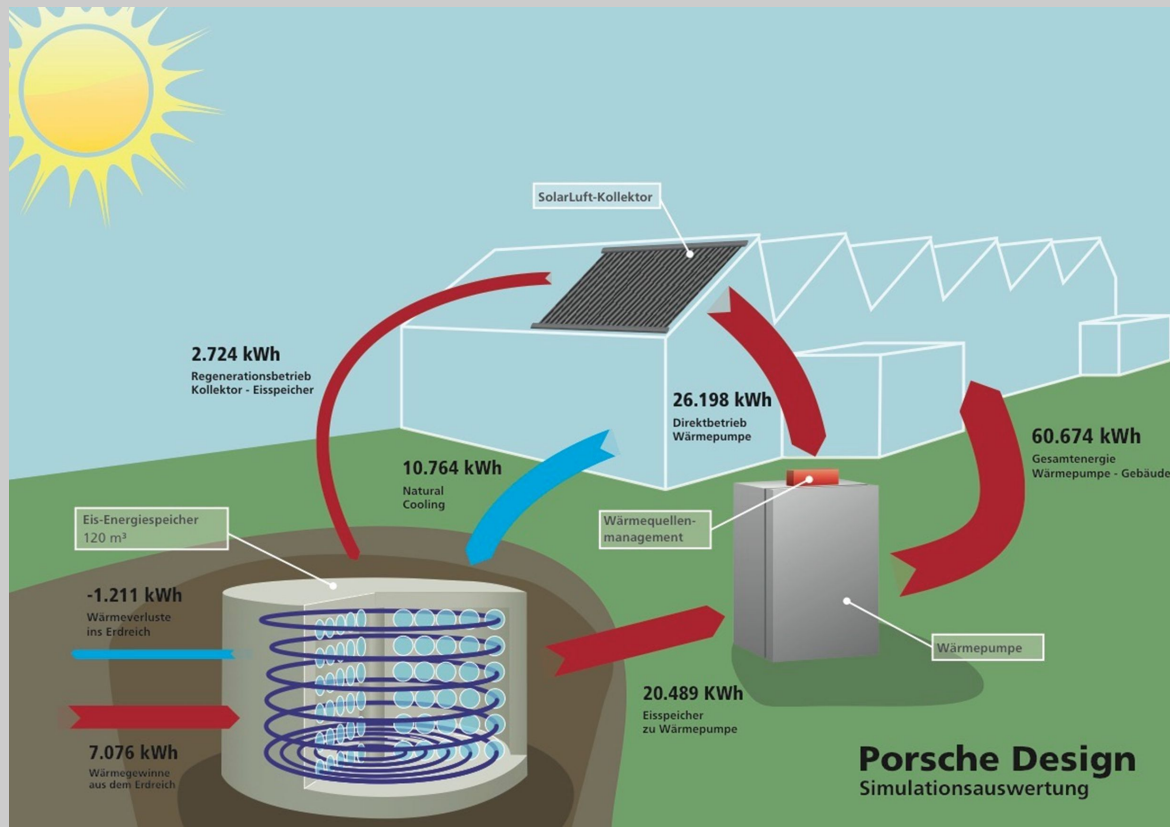 SolarLuft-Kollektor
2.724 kWh
Regenerationsbetrieb
Kollektor - Eisspeicher
26.198 kWh
Direktbetrieb
Wärmepumpe
60.674 kWh
Gesamtenergie
Wärmepumpe - Gebäude
10.764 kWh
Natural
Cooling
Eis-Energiespeicher
120 m³
Wärmequellen-
management
-1.211 kWh
Wärmeverluste
ins Erdreich
Wärmepumpe
20.489 KWh
Eisspeicher
zu Wärmepumpe
7.076 kWh
Wärmegewinne
aus dem Erdreich
Porsche Design
Simulationsauswertung